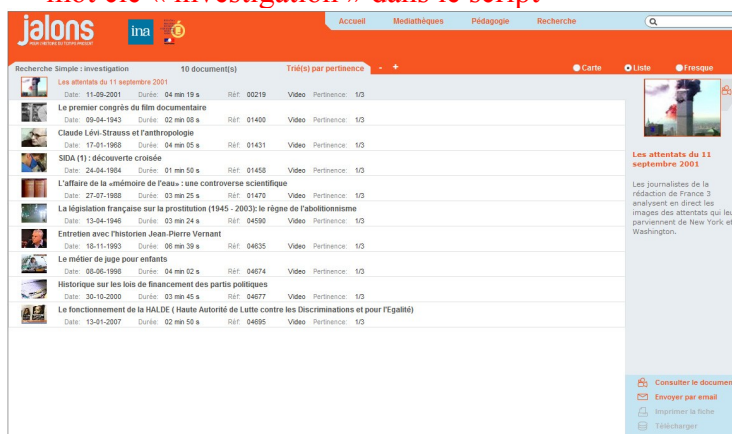 mot clé « investigation » dans le script
jalons
POUR L'HISTOIRE DU TEMPS PRÉSENT
ina
Accueil Mediathèques Pédagogie Recherche
Recherche Simple : investigation 10 document(s) Trié(s) par pertinence - + Carte Liste Fresque
Les attentats du 11 septembre 2001
Date: 11-09-2001 Durée: 04 min 19 s Réf: 00219 Video Pertinence: 1/3
Le premier congrès du film documentaire
Date: 09-04-1943 Durée: 02 min 08 s Réf: 01400 Video Pertinence: 1/3
Claude Lévi-Strauss et l'anthropologie
Date: 17-01-1968 Durée: 04 min 05 s Réf: 01431 Video Pertinence: 1/3
SIDA (1) : découverte croisée
Date: 24-04-1984 Durée: 01 min 50 s Réf: 01458 Video Pertinence: 1/3
L'affaire de la «mémoire de l'eau» : une controverse scientifique
Date: 27-07-1988 Durée: 03 min 25 s Réf: 01470 Video Pertinence: 1/3
La législation française sur la prostitution (1945 - 2003): le règne de l'abolitionnisme
Date: 13-04-1946 Durée: 03 min 24 s Réf: 04590 Video Pertinence: 1/3
Entretien avec l'historien Jean-Pierre Vernant
Date: 18-11-1993 Durée: 06 min 39 s Réf: 04635 Video Pertinence: 1/3
Le métier de juge pour enfants
Date: 08-06-1998 Durée: 04 min 02 s Réf: 04674 Video Pertinence: 1/3
Historique sur les lois de financement des partis politiques
Date: 30-10-2000 Durée: 03 min 45 s Réf: 04677 Video Pertinence: 1/3
Le fonctionnement de la HALDE ( Haute Autorité de Lutte contre les Discriminations et pour l'Egalité)
Date: 13-01-2007 Durée: 02 min 50 s Réf: 04695 Video Pertinence: 1/3
Les attentats du 11
septembre 2001
Les journalistes de la
rédaction de France 3
analysent en direct les
images des attentats qui leu
parviennent de New York et
Washington.
Consulter le documen
Envoyer par email
Imprimer la fiche
Télécharger